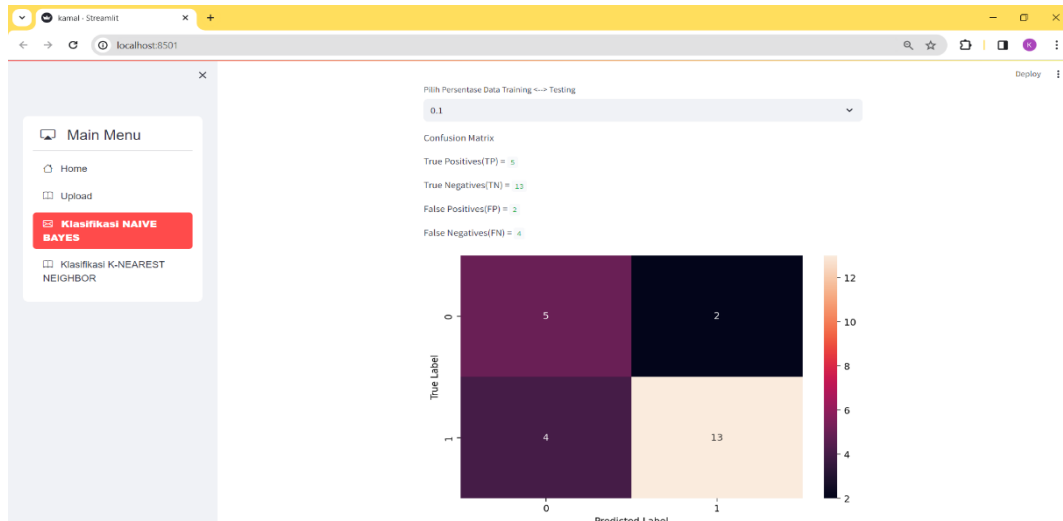 kamal - Streamlit
localhost:8501
K
Deploy
Main Menu
Home
Upload
Klasifikasi NAIVE
BAYES
Klasifikasi K-NEAREST
NEIGHBOR
Pilih Persentase Data Training <--> Testing
0.1
Confusion Matrix
True Positives(TP) = 5
True Negatives(TN) = 13
False Positives(FP) = 2
False Negatives(FN) = 4
True Label
0
1
5
2
4
13
0
1
Predicted Label
12
10
8
6
4
2